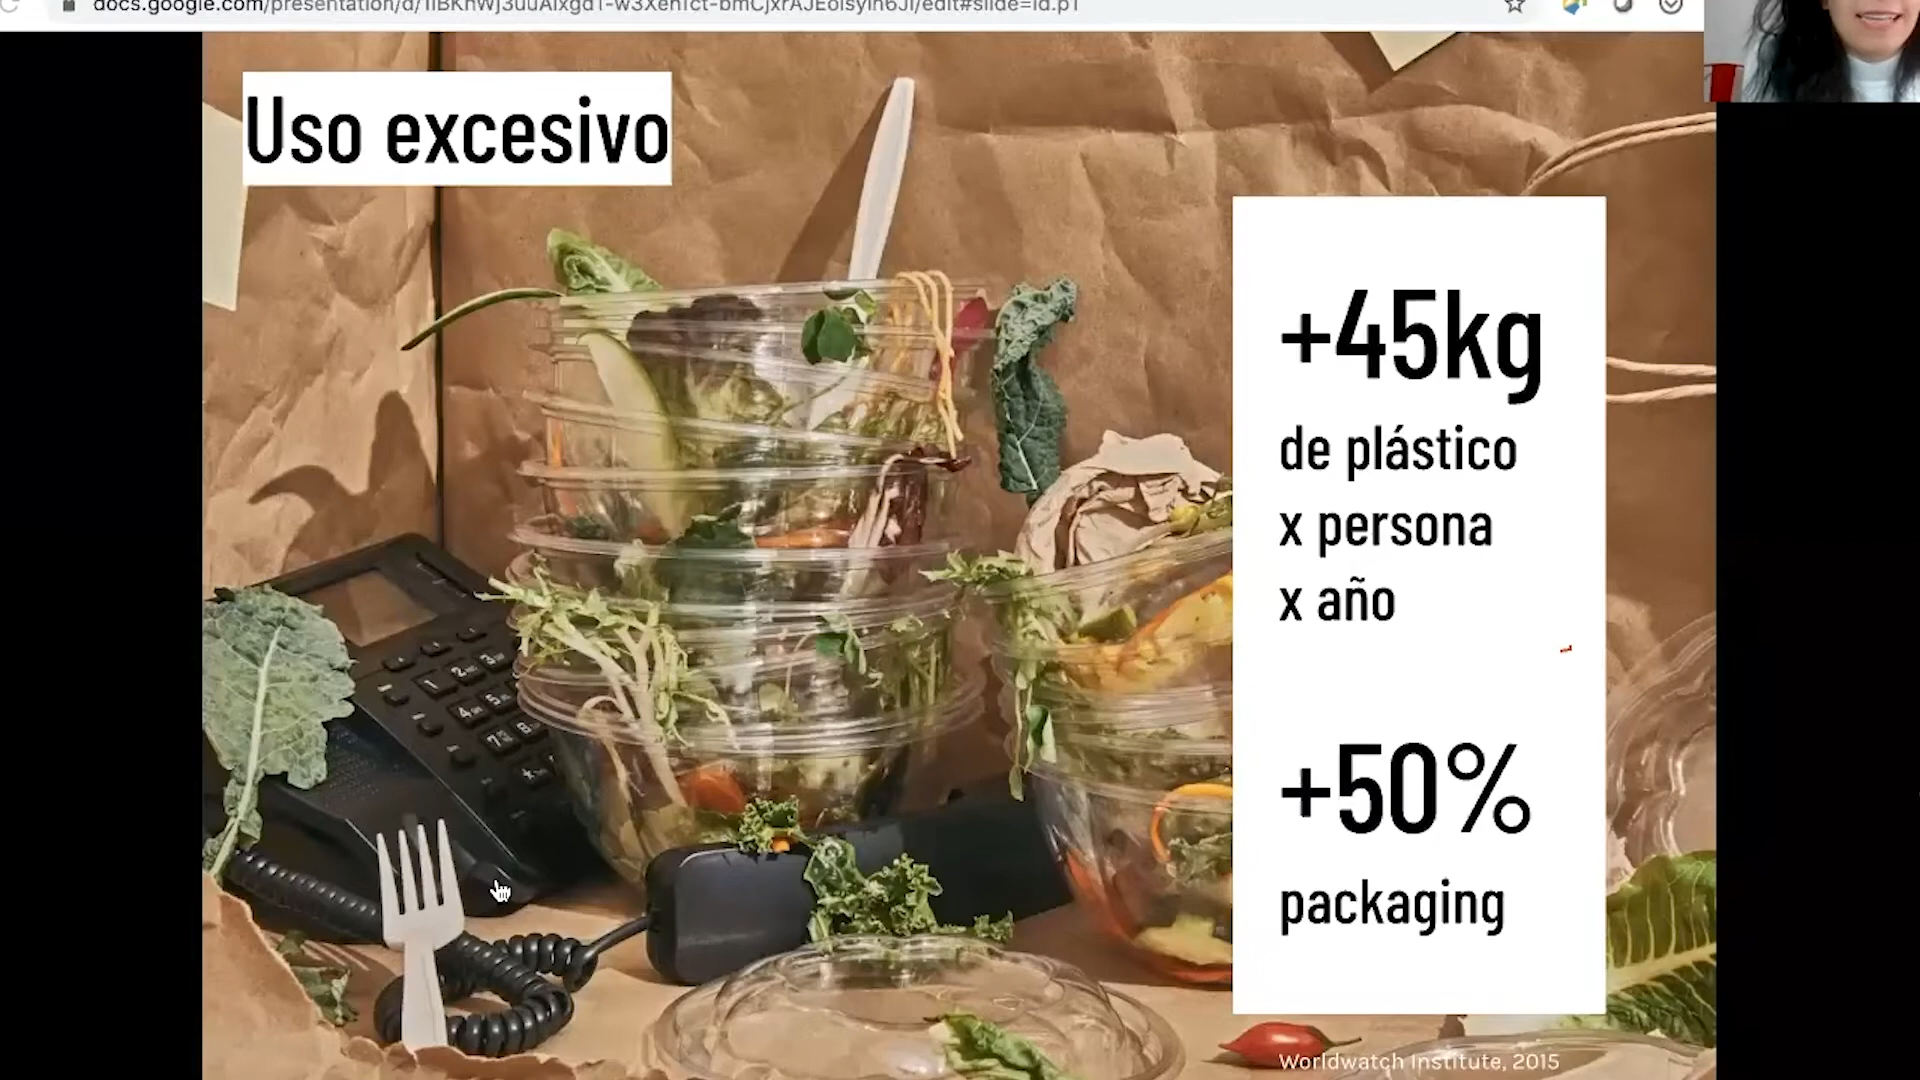 Uso excesivo
+45kg
de plástico
x persona
x año
+50%
packaging
Worldwatch Institute, 2015